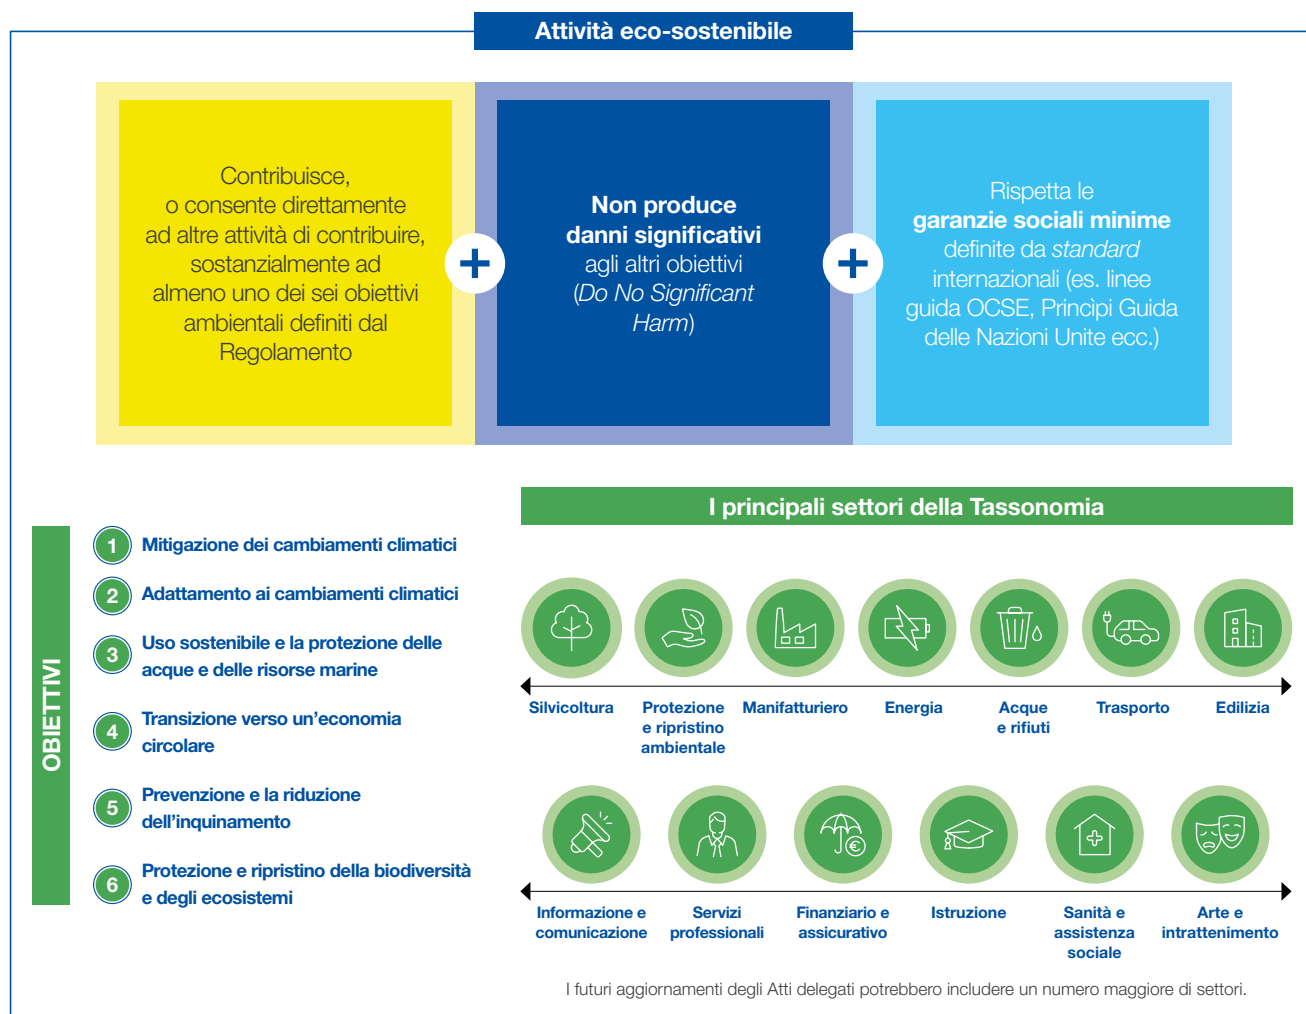 Attività eco-sostenibile
Contribuisce,
o consente direttamente
ad altre attività di contribuire,
sostanzialmente ad
almeno uno dei sei obiettivi
ambientali definiti dal
Regolamento
+
Non produce
danni significativi
agli altri obiettivi
(Do No Significant
Harm)
+
Rispetta le
garanzie sociali minime
definite da standard
internazionali (es. linee
guida OCSE, Princìpi Guida
delle Nazioni Unite ecc.)
OBIETTIVI
1 Mitigazione dei cambiamenti climatici
2 Adattamento ai cambiamenti climatici
3 Uso sostenibile e la protezione delle
acque e delle risorse marine
4 Transizione verso un'economia
circolare
5 Prevenzione e la riduzione
dell'inquinamento
6 Protezione e ripristino della biodiversità
e degli ecosistemi
I principali settori della Tassonomia
Silvicoltura
Protezione
e ripristino
ambientale
Manifatturiero
Energia
Acque
e rifiuti
Trasporto
Edilizia
€
Informazione e
comunicazione
Servizi
professionali
Finanziario e
assicurativo
Istruzione
Sanità e
assistenza
sociale
Arte e
intrattenimento
I futuri aggiornamenti degli Atti delegati potrebbero includere un numero maggiore di settori.